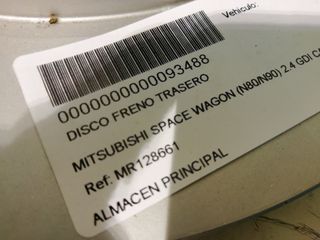 Vehículo:
0000000000093488
DISCO FRENO TRASERO
MITSUBISHI SPACE WAGON (N80/N90) 2.4 GDI
Ref: MR128661
ALMACEN PRINCIPAL